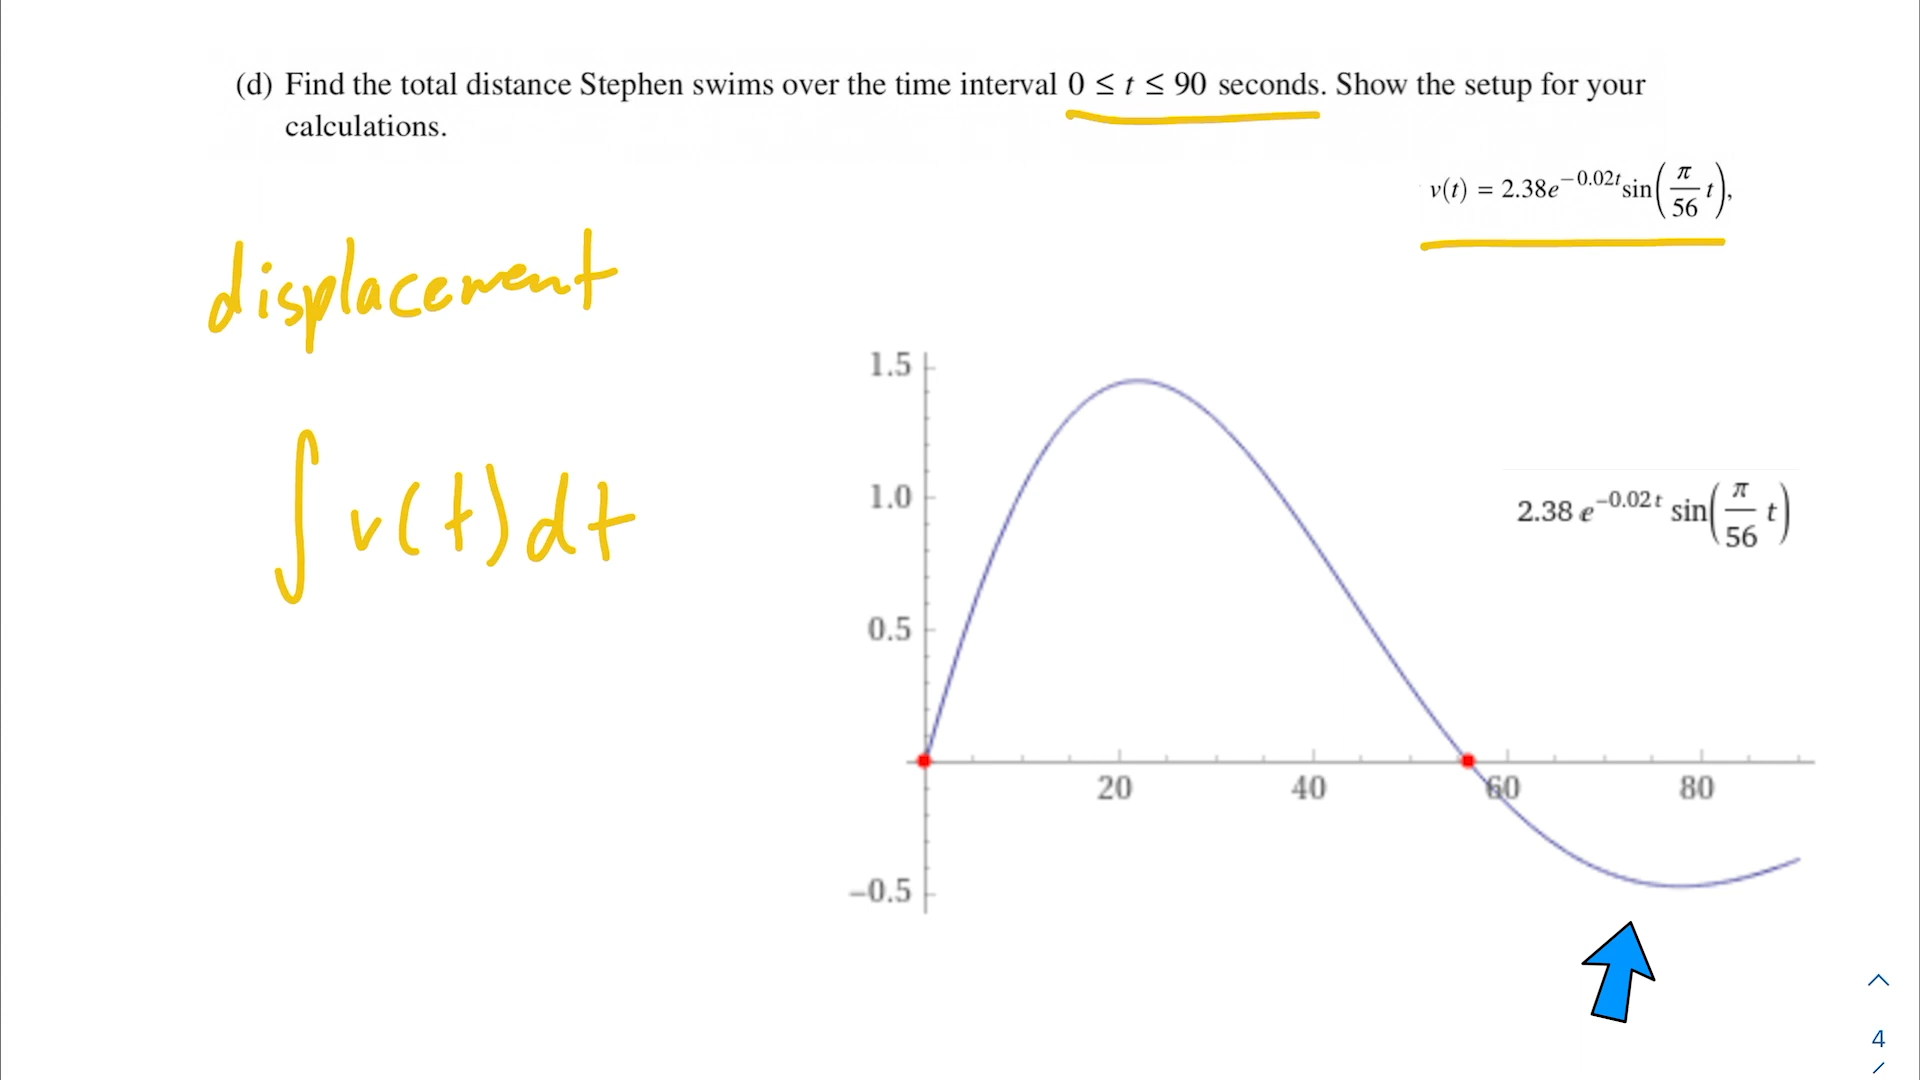 (d) Find the total distance Stephen swims over the time interval 0 ≤ t ≤ 90 seconds. Show the setup for your
calculations.
v(t) = 2.38e^{−0.02t} sin(π/56 t),
displacement
∫ v(t) dt
1.5
1.0
0.5
−0.5
20 40 60 80
2.38 e^{−0.02 t} sin(π/56 t)
4